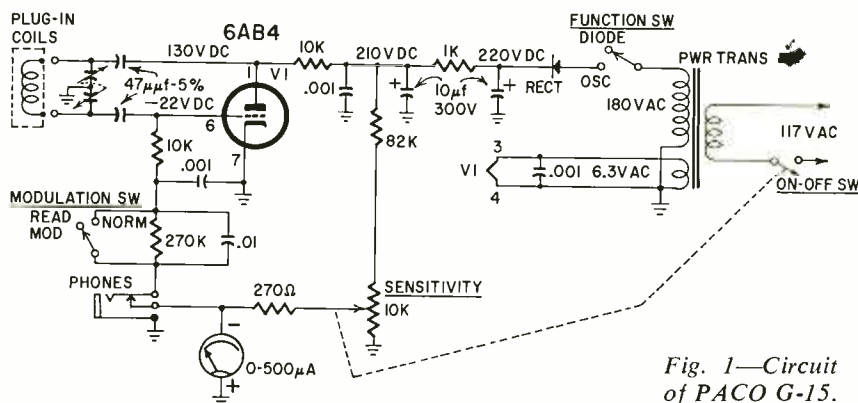 PLUG-IN
COILS
6AB4
130V DC
1
V1
10K
210V DC
1K
220V DC
FUNCTION SW
DIODE
OSC
RECT
PWR TRANS
47µµf-5%
-22V DC
6
7
.001
+
10µf
300V
+
180VAC
117 VAC
10K
.001
82K
V1
3
4
.001
6.3VAC
ON-OFF SW
MODULATION SW
READ
MOD
NORM
270K
.01
PHONES
270Ω
SENSITIVITY
10K
-
0-500µA
+
Fig. 1—Circuit
of PACO G-15.